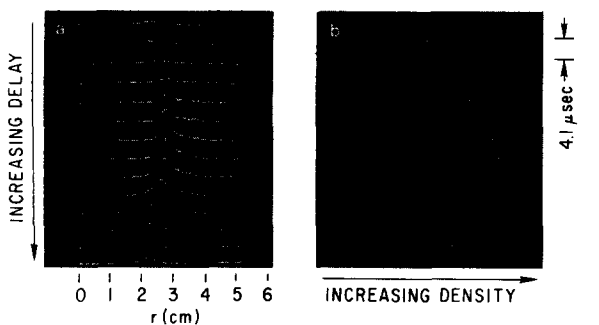 a
b
INCREASING DELAY
4.1 μsec
0 1 2 3 4 5 6
r (cm)
INCREASING DENSITY